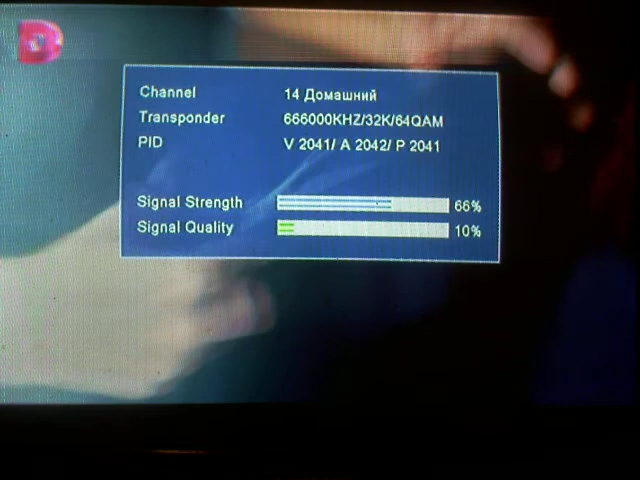 Channel 14 Домашний
Transponder 666000KHZ/32K/64QAM
PID V 2041/ A 2042/ P 2041
Signal Strength 66%
Signal Quality 10%